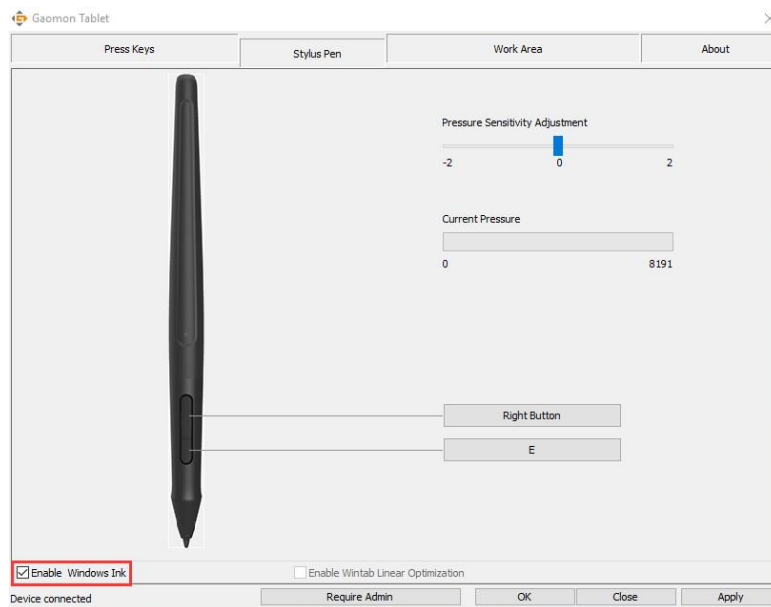 Gaomon Tablet
Press Keys
Stylus Pen
Work Area
About
Pressure Sensitivity Adjustment
-2 0 2
Current Pressure
0 8191
Right Button
E
Enable Windows Ink
Enable Wintab Linear Optimization
Device connected
Require Admin
OK
Close
Apply